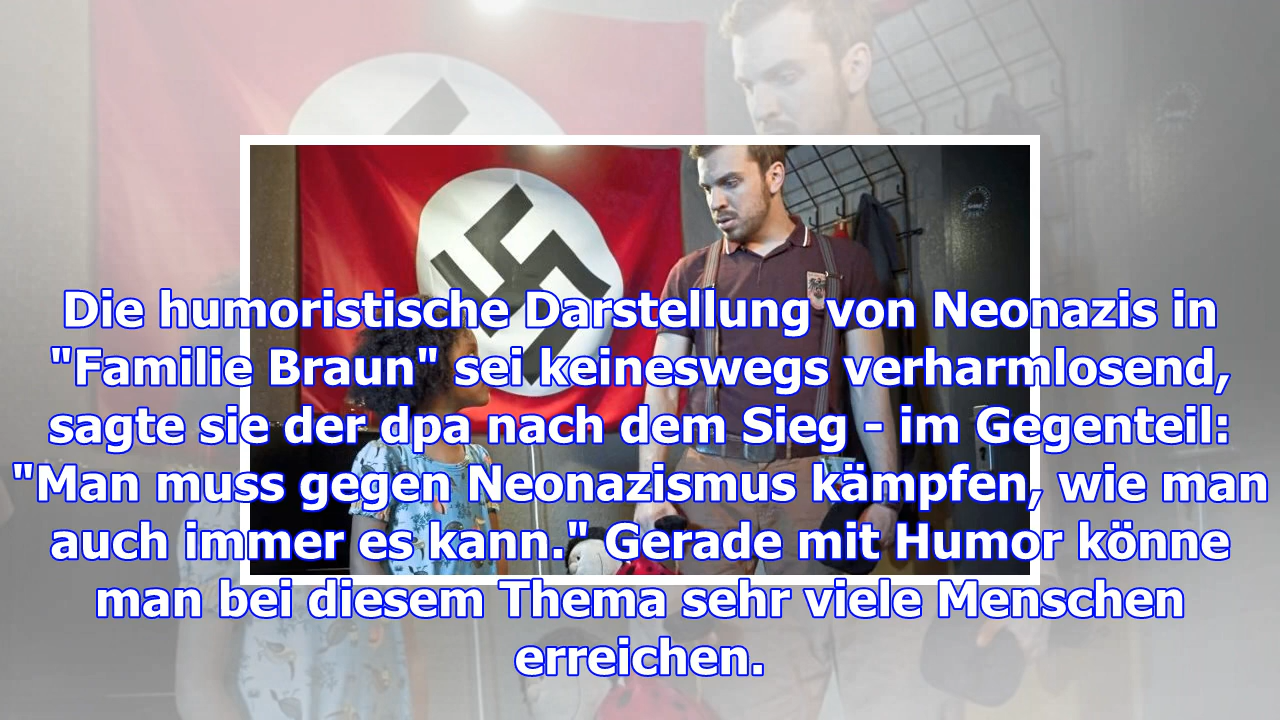 Die humoristische Darstellung von Neonazis in
"Familie Braun" sei keineswegs verharmlosend,
sagte sie der dpa nach dem Sieg - im Gegenteil:
"Man muss gegen Neonazismus kämpfen, wie man
auch immer es kann." Gerade mit Humor könne
man bei diesem Thema sehr viele Menschen
erreichen.